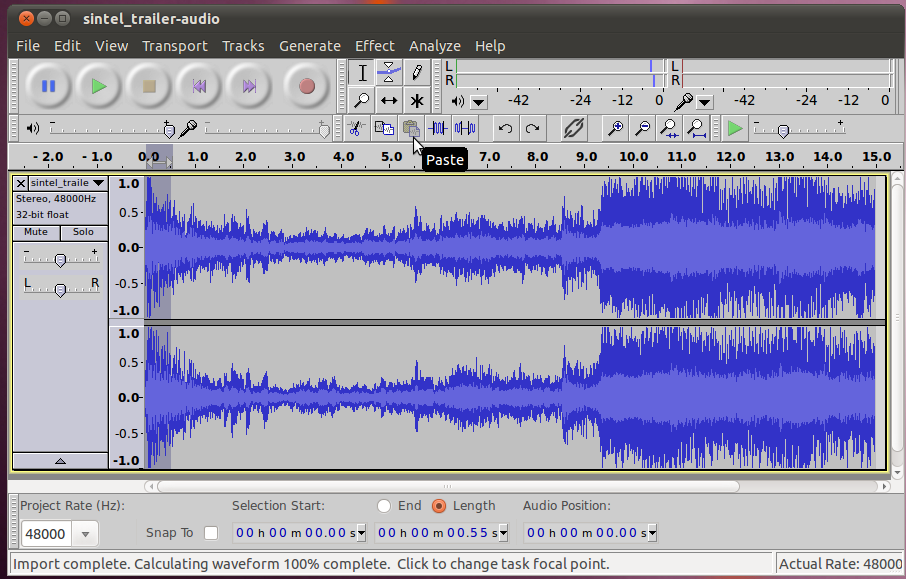 sintel_trailer-audio
File Edit View Transport Tracks Generate Effect Analyze Help
L
R
-42 -24 -12 0
L
R
-42 -24 -12 0
- +
- +
- +
- 2.0 - 1.0 0.0 1.0 2.0 3.0 4.0 5.0 7.0 8.0 9.0 10.0 11.0 12.0 13.0 14.0 15.0
Paste
sintel_traile
Stereo, 48000Hz
32-bit float
Mute Solo
- +
L R
1.0
0.5-
0.0-
-0.5-
-1.0
1.0
0.5-
0.0-
-0.5-
-1.0
Project Rate (Hz): Selection Start: End Length Audio Position:
48000 Snap To 00 h 00 m 00.00 s 00 h 00 m 00.55 s 00 h 00 m 00.00 s
Import complete. Calculating waveform 100% complete. Click to change task focal point. Actual Rate: 48000